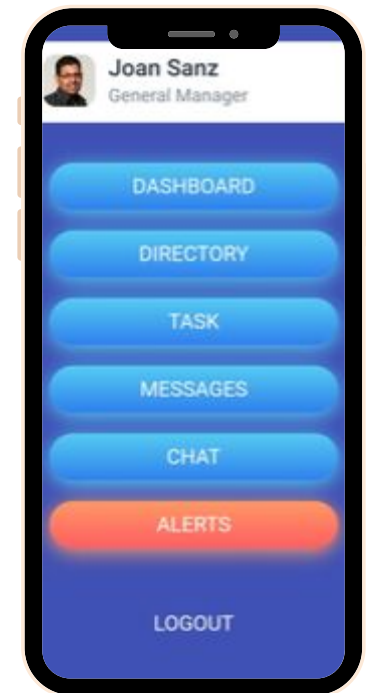 Joan Sanz
General Manager
DASHBOARD
DIRECTORY
TASK
MESSAGES
CHAT
ALERTS
LOGOUT